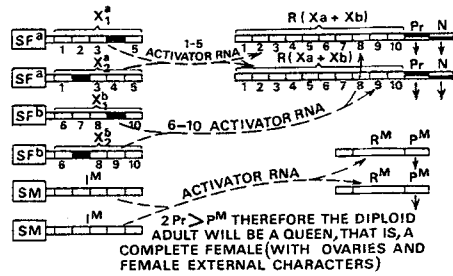 X₁ᵃ
SFᵃ
1 2 3 5
X₂ᵃ
SFᵃ
1 3 4 5
X₁ᵇ
SFᵇ
6 7 8 10
X₂ᵇ
SFᵇ
6 8 9 10
Iᴹ
SM
Iᴹ
SM
1-5
ACTIVATOR RNA
6-10 ACTIVATOR RNA
ACTIVATOR RNA
R (Xa + Xb) Pr N
1 2 3 4 5 6 7 8 9 10
R (Xa + Xb)
Pr N
1 2 3 4 5 6 7 8 9 10
Rᴹ Pᴹ
Rᴹ Pᴹ
2 Pr > Pᴹ THEREFORE THE DIPLOID
ADULT WILL BE A QUEEN, THAT IS, A
COMPLETE FEMALE (WITH OVARIES AND
FEMALE EXTERNAL CHARACTERS)